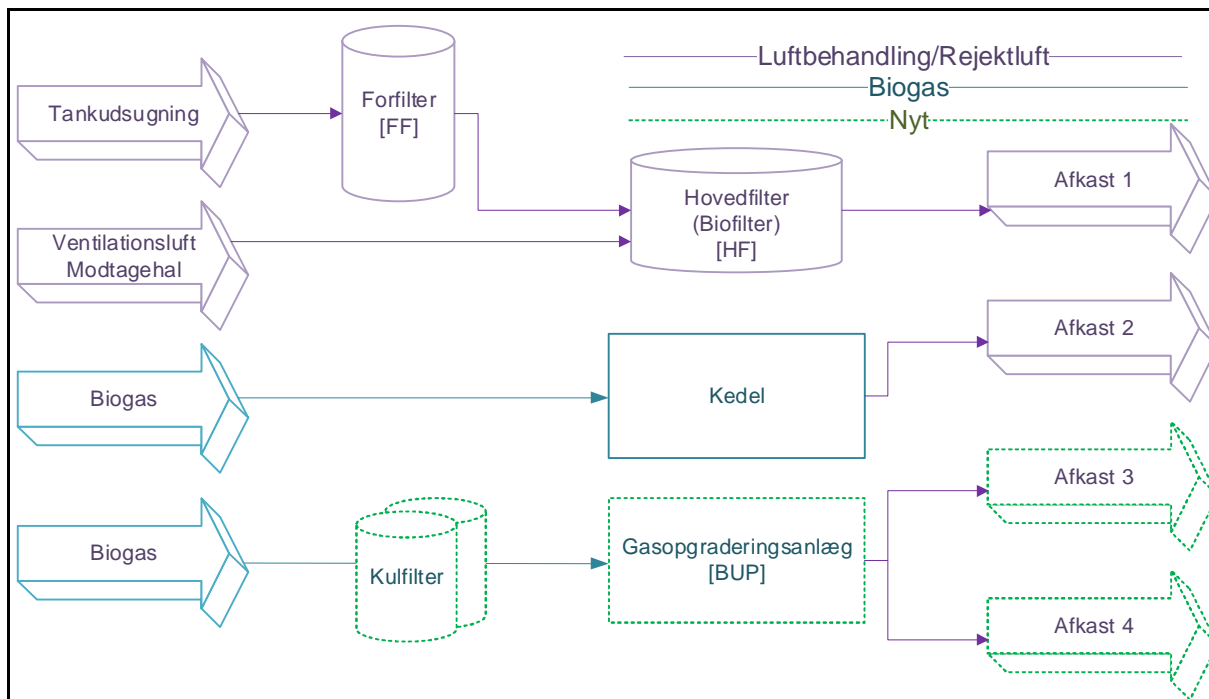 Luftbehandling/Rejektluft
Biogas
Nyt
Tankudsugning
Forfilter
[FF]
Hovedfilter
(Biofilter)
[HF]
Afkast 1
Ventilationsluft
Modtagehal
Afkast 2
Biogas
Kedel
Afkast 3
Biogas
Kulfilter
Gasopgraderingsanlæg
[BUP]
Afkast 4